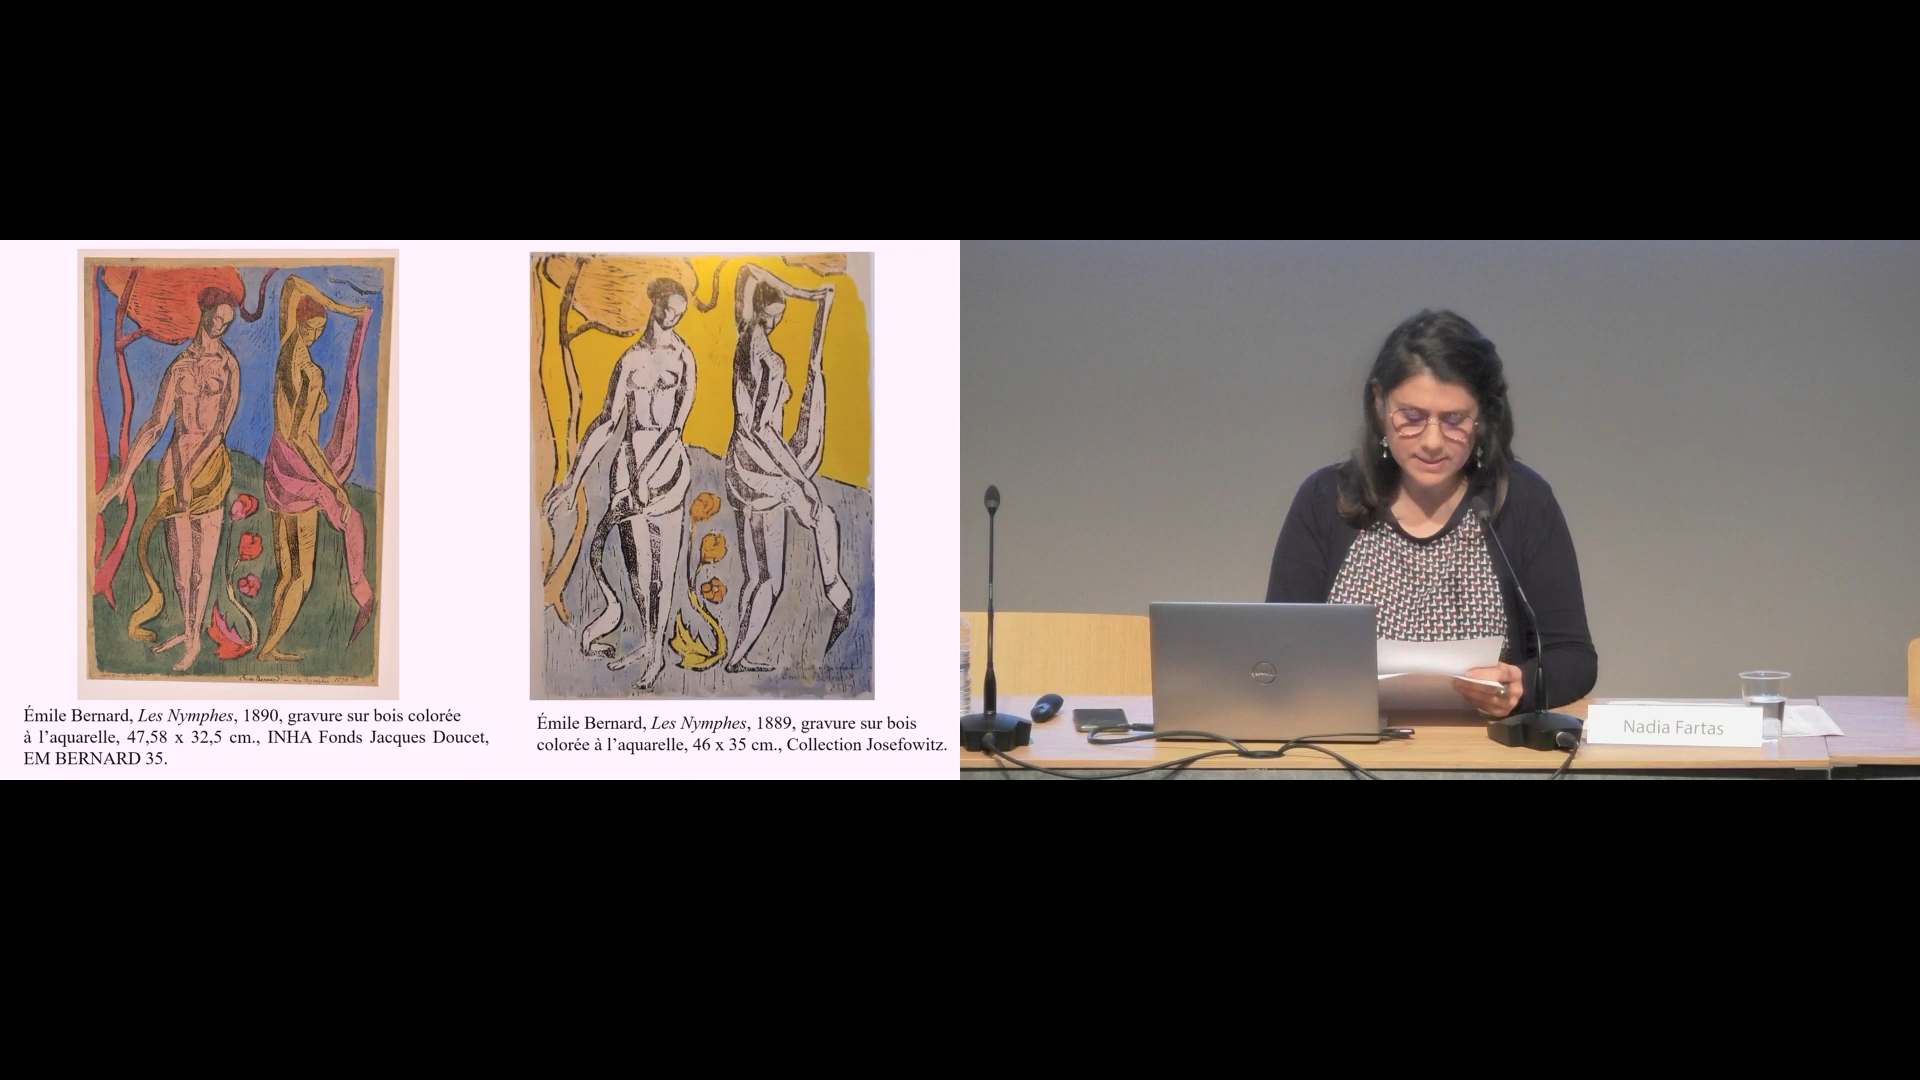 Émile Bernard, Les Nymphes, 1890, gravure sur bois colorée
à l’aquarelle, 47,58 x 32,5 cm., INHA Fonds Jacques Doucet,
EM BERNARD 35.
Émile Bernard, Les Nymphes, 1889, gravure sur bois
colorée à l’aquarelle, 46 x 35 cm., Collection Josefowitz.
Nadia Fartas